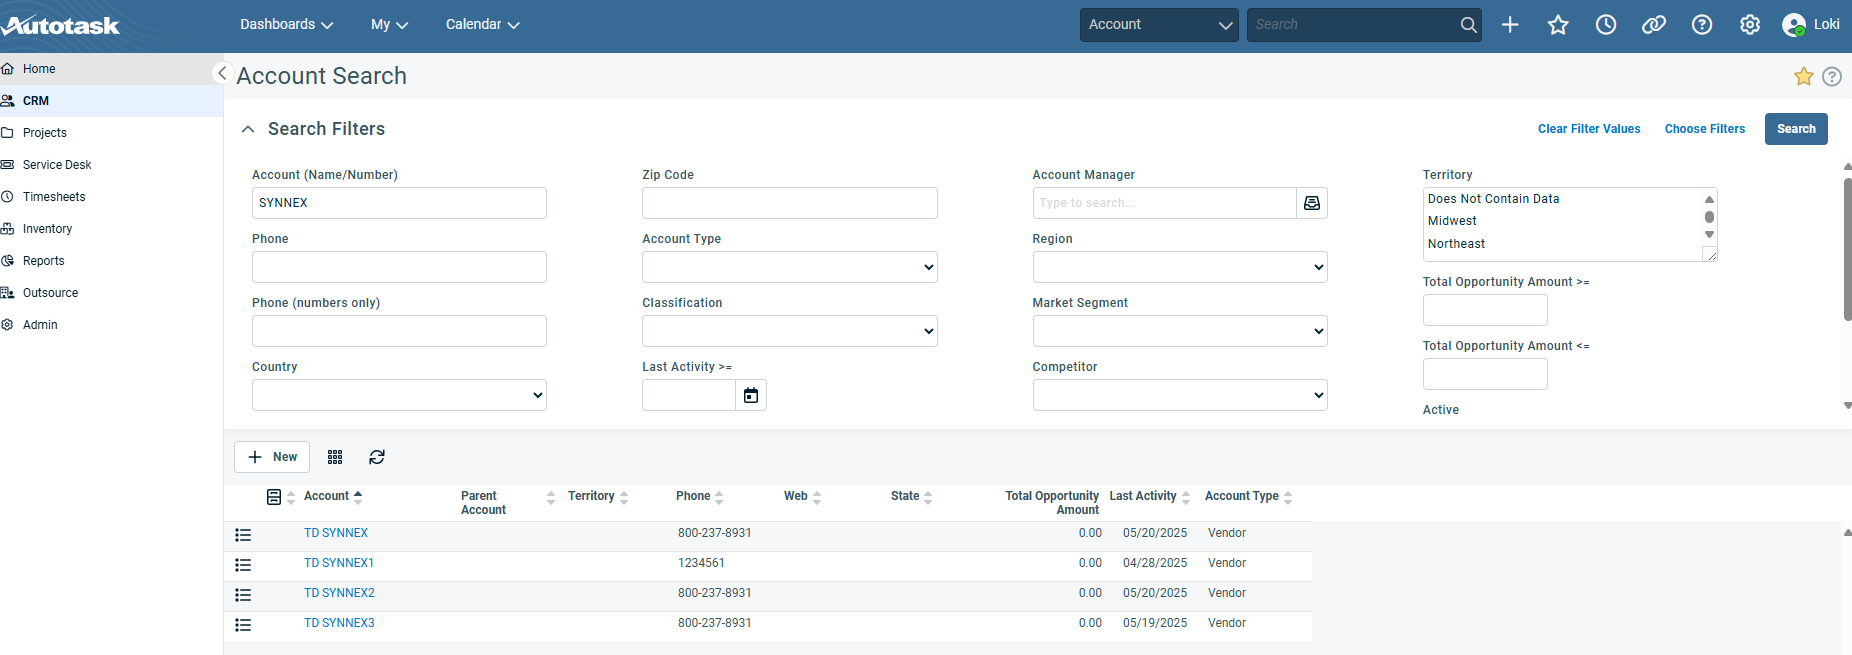 Autotask
Dashboards My Calendar Account Search Loki
Home
CRM
Projects
Service Desk
Timesheets
Inventory
Reports
Outsource
Admin
Account Search
Search Filters Clear Filter Values Choose Filters Search
Account (Name/Number) Zip Code Account Manager Territory
SYNNEX Type to search... Does Not Contain Data
Midwest
Northeast
Phone Account Type Region
Total Opportunity Amount >=
Phone (numbers only) Classification Market Segment
Total Opportunity Amount <=
Country Last Activity >= Competitor
Active
New
Account Parent Account Territory Phone Web State Total Opportunity Amount Last Activity Account Type
TD SYNNEX 800-237-8931 0.00 05/20/2025 Vendor
TD SYNNEX1 1234561 0.00 04/28/2025 Vendor
TD SYNNEX2 800-237-8931 0.00 05/20/2025 Vendor
TD SYNNEX3 800-237-8931 0.00 05/19/2025 Vendor